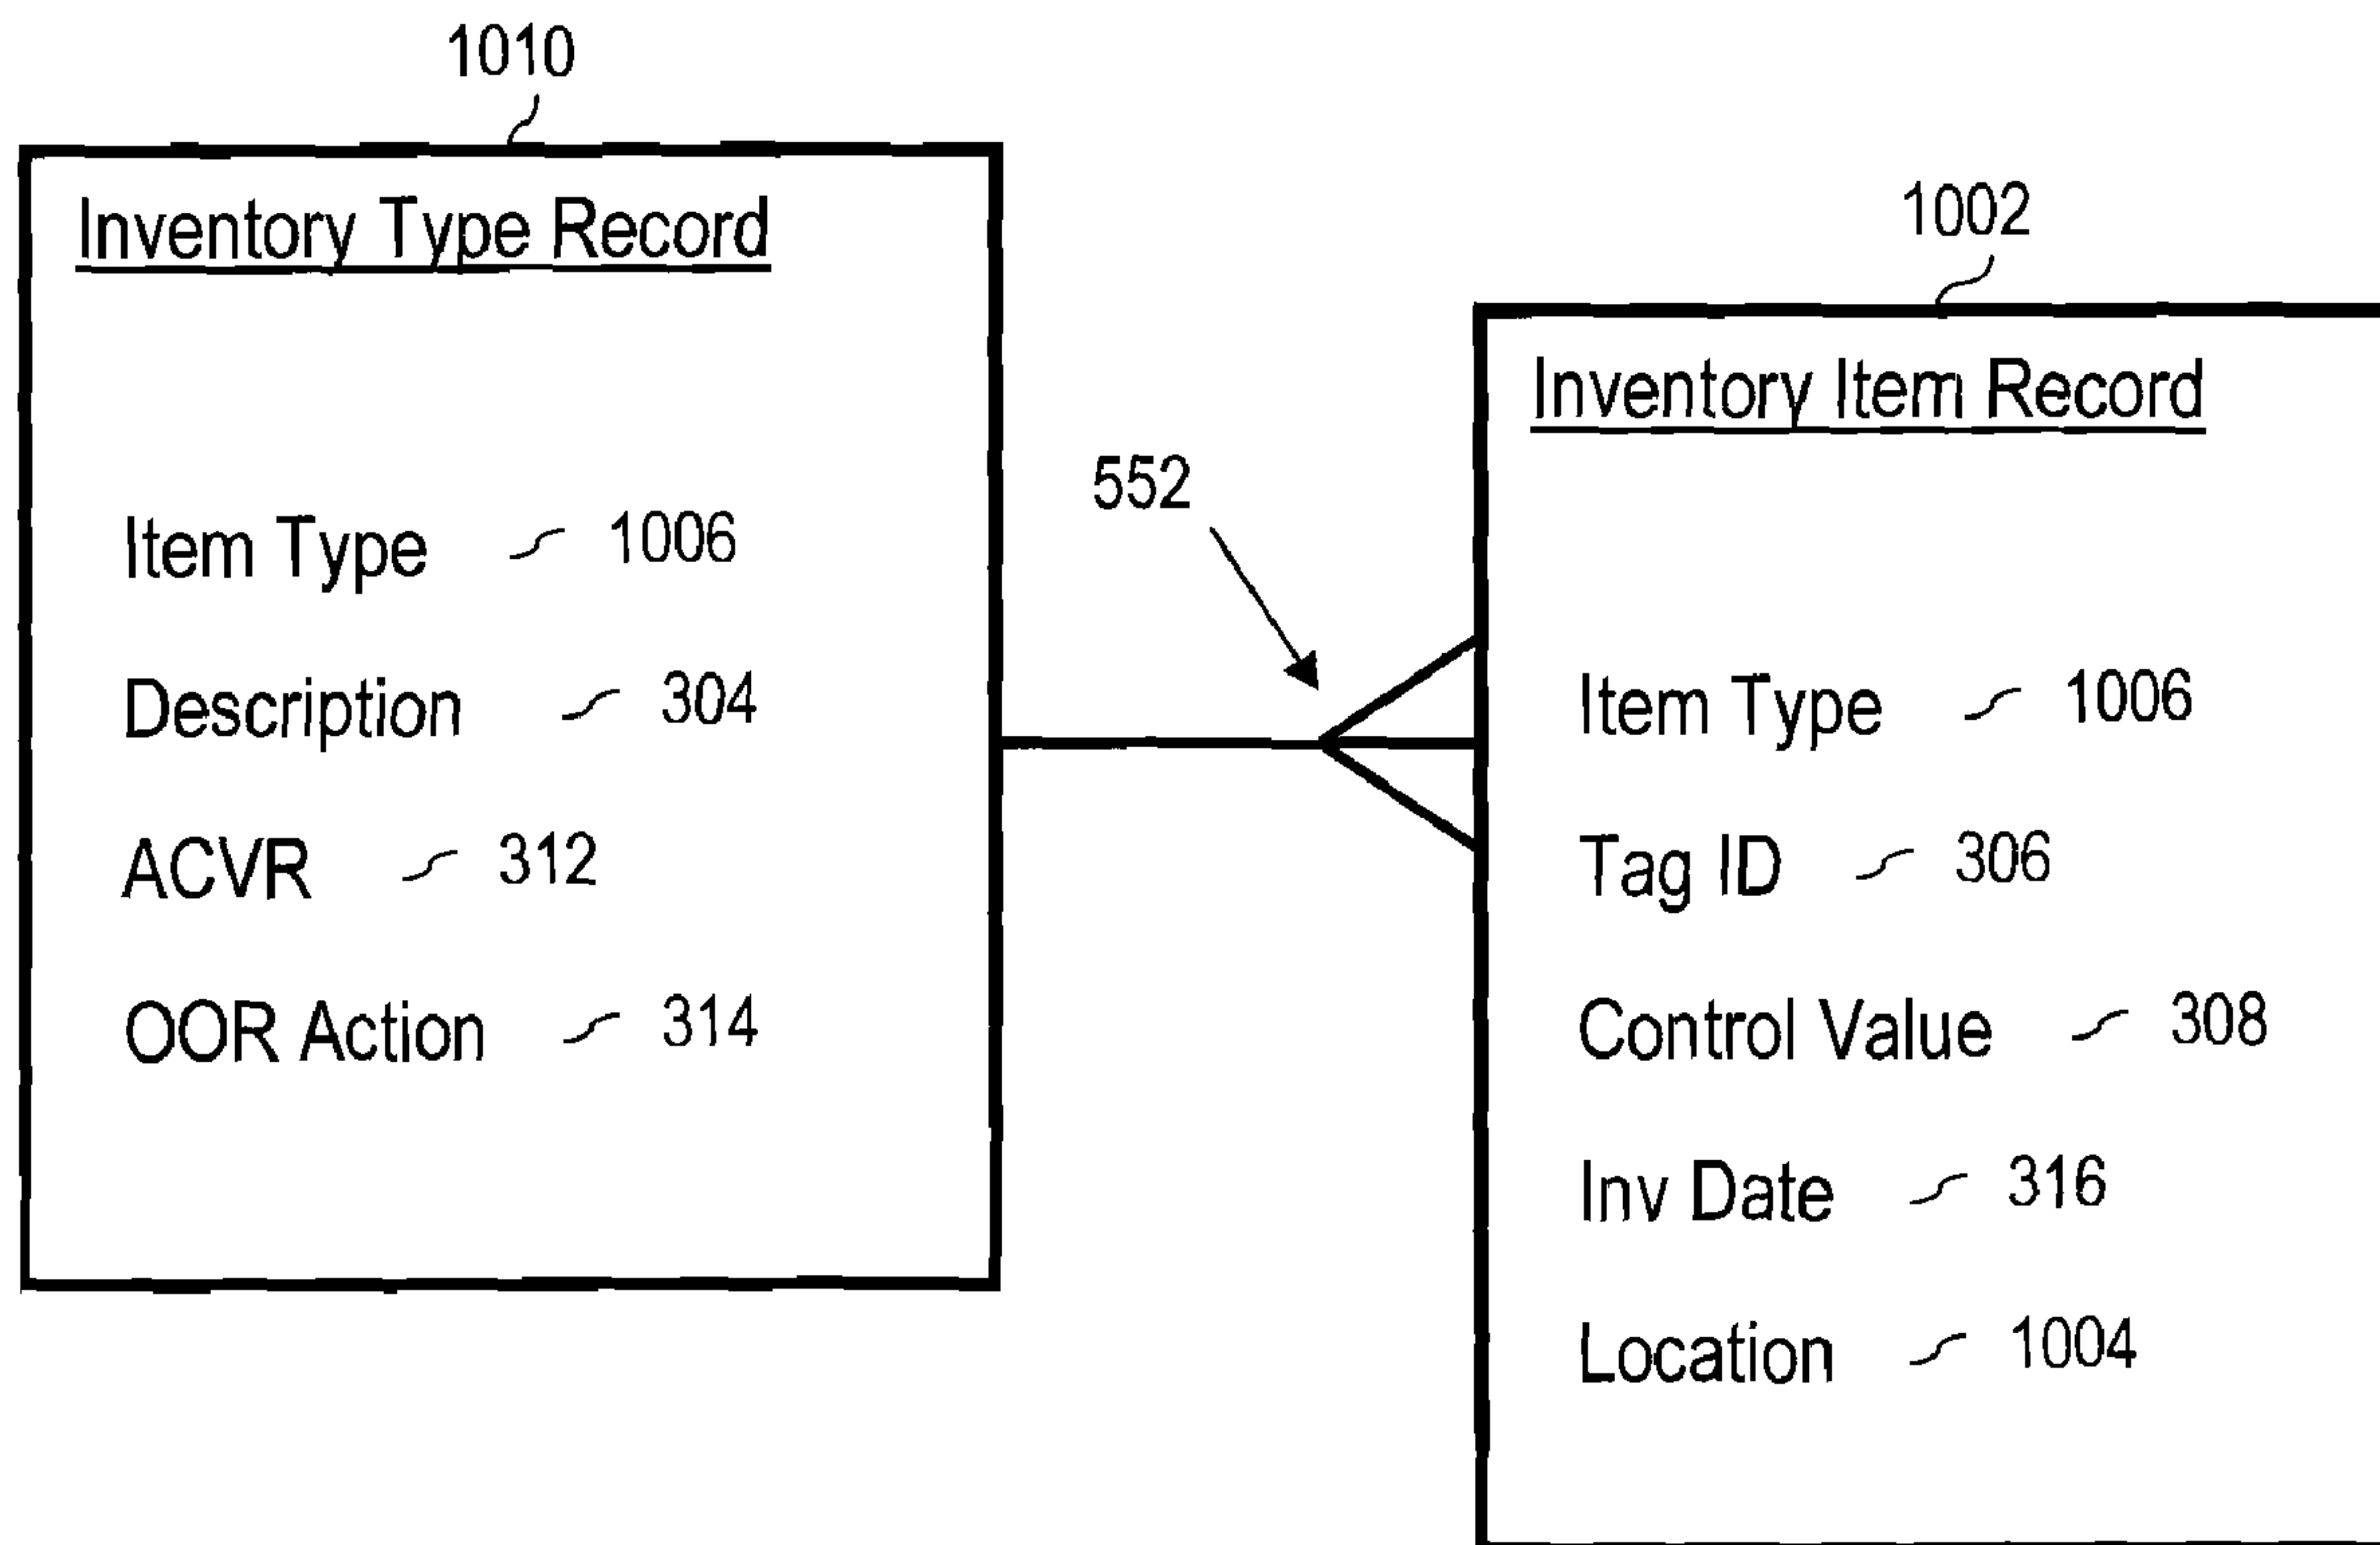 1010
Inventory Type Record
Item Type 1006
Description 304
ACVR 312
OOR Action 314
552
1002
Inventory Item Record
Item Type 1006
Tag ID 306
Control Value 308
Inv Date 316
Location 1004